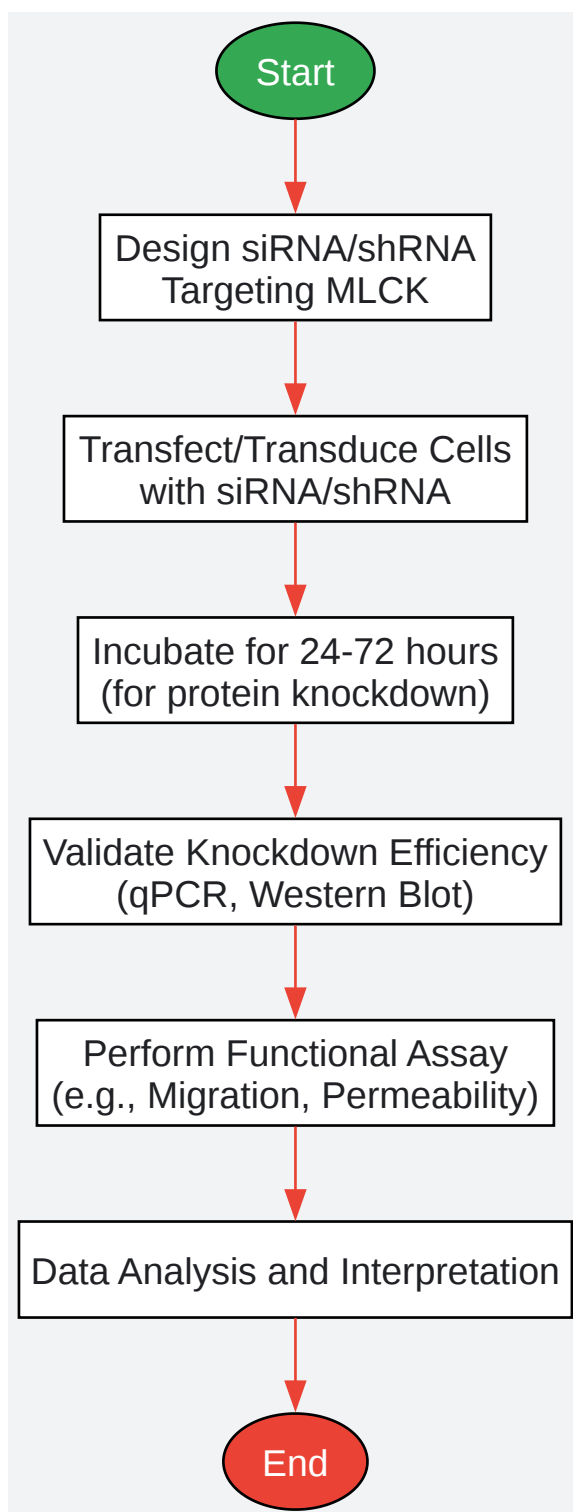 Start
Design siRNA/shRNA
Targeting MLCK
Transfect/Transduce Cells
with siRNA/shRNA
Incubate for 24-72 hours
(for protein knockdown)
Validate Knockdown Efficiency
(qPCR, Western Blot)
Perform Functional Assay
(e.g., Migration, Permeability)
Data Analysis and Interpretation
End